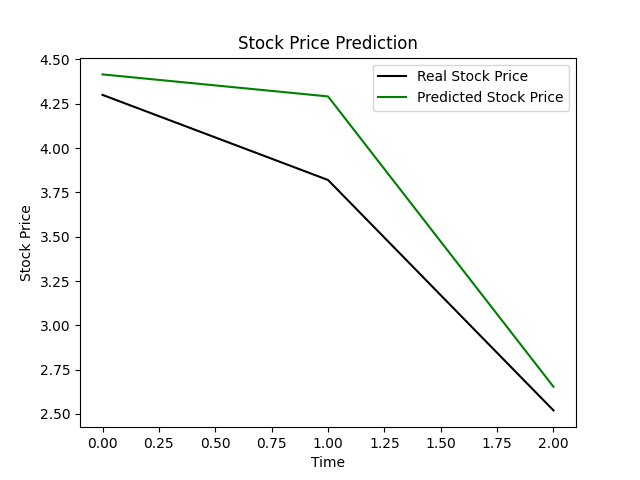 Stock Price Prediction
Real Stock Price
Predicted Stock Price
Stock Price
4.50
4.25
4.00
3.75
3.50
3.25
3.00
2.75
2.50
0.00 0.25 0.50 0.75 1.00 1.25 1.50 1.75 2.00
Time